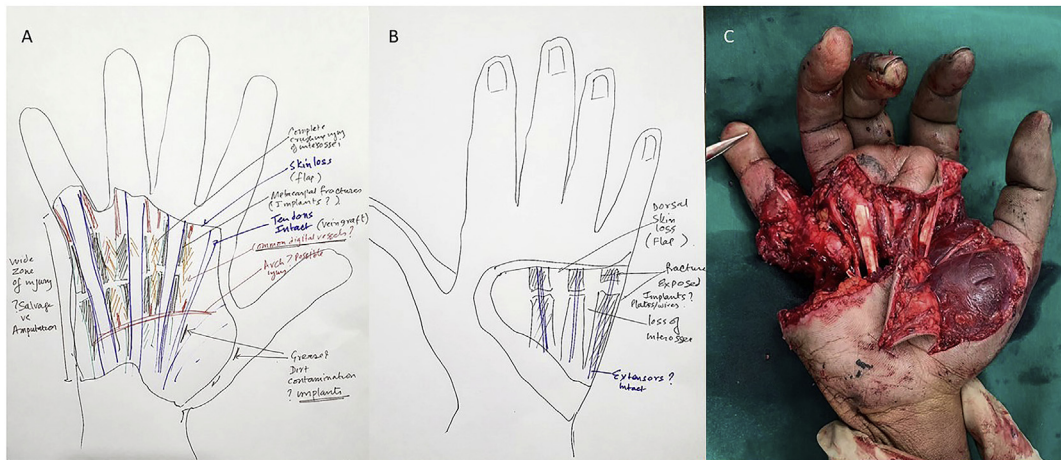 A
Complete
crushing injury
of interossei
Skin loss
(flap)
Metacarpal fractures
(Implants?)
Tendons
Intact (Vein graft)
Common digital vessels?
Arch? Possible
injury
Wide
Zone
of injury
? Salvage
vs
Amputation
Grease &
Dirt
contamination
? implants
B
Dorsal
Skin
loss
(Flap)
fracture
Exposed
Implants?
Plates/wires
loss of
interossei
Extensors?
Intact
C